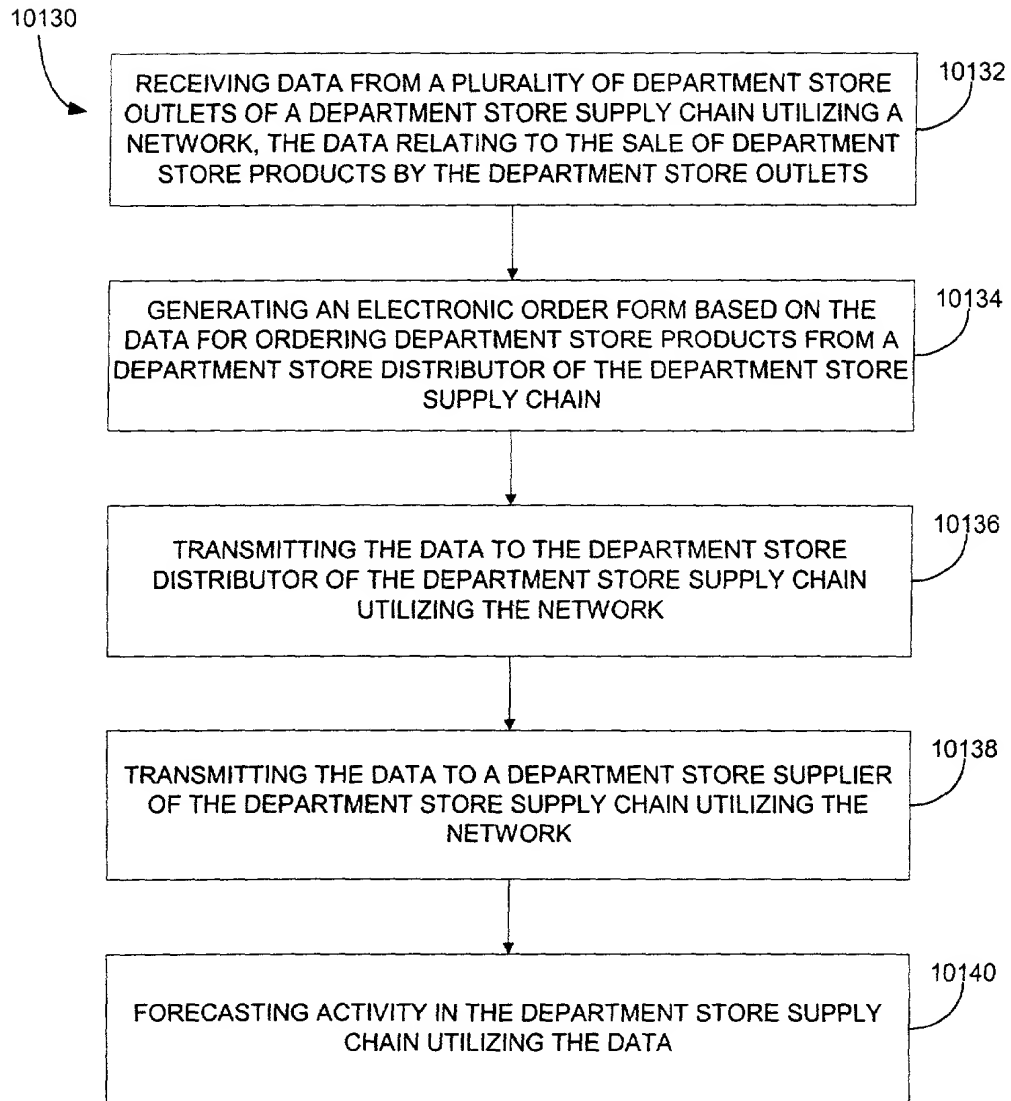 10130
RECEIVING DATA FROM A PLURALITY OF DEPARTMENT STORE
OUTLETS OF A DEPARTMENT STORE SUPPLY CHAIN UTILIZING A
NETWORK, THE DATA RELATING TO THE SALE OF DEPARTMENT
STORE PRODUCTS BY THE DEPARTMENT STORE OUTLETS
10132
GENERATING AN ELECTRONIC ORDER FORM BASED ON THE
DATA FOR ORDERING DEPARTMENT STORE PRODUCTS FROM A
DEPARTMENT STORE DISTRIBUTOR OF THE DEPARTMENT STORE
SUPPLY CHAIN
10134
TRANSMITTING THE DATA TO THE DEPARTMENT STORE
DISTRIBUTOR OF THE DEPARTMENT STORE SUPPLY CHAIN
UTILIZING THE NETWORK
10136
TRANSMITTING THE DATA TO A DEPARTMENT STORE SUPPLIER
OF THE DEPARTMENT STORE SUPPLY CHAIN UTILIZING THE
NETWORK
10138
FORECASTING ACTIVITY IN THE DEPARTMENT STORE SUPPLY
CHAIN UTILIZING THE DATA
10140